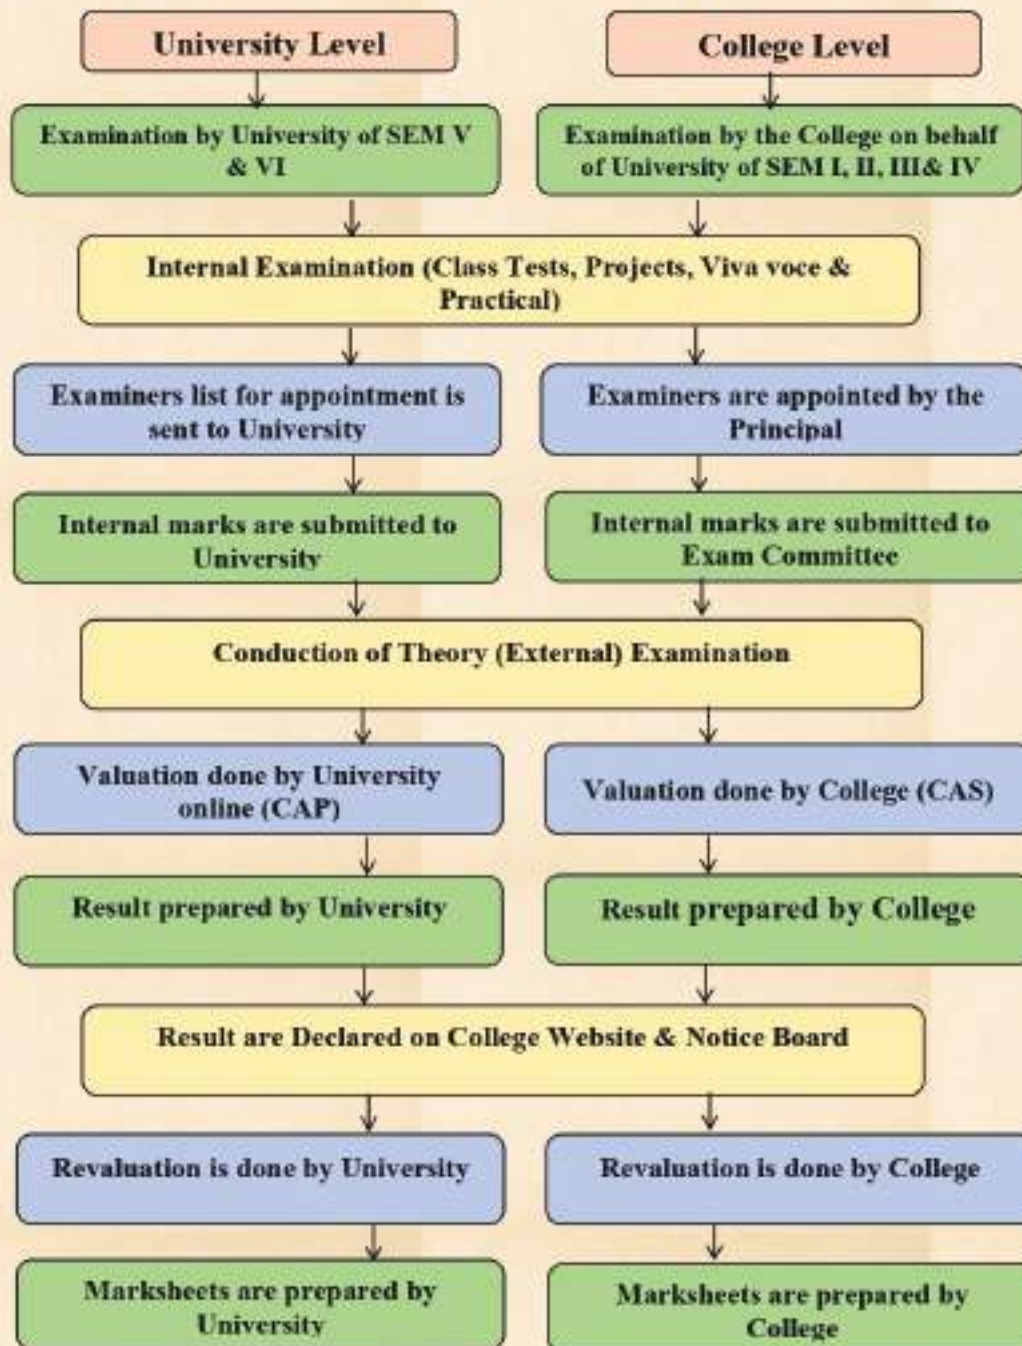 University Level
College Level
Examination by University of SEM V
& VI
Examination by the College on behalf
of University of SEM I, II, III& IV
Internal Examination (Class Tests, Projects, Viva voce &
Practical)
Examiners list for appointment is
sent to University
Examiners are appointed by the
Principal
Internal marks are submitted to
University
Internal marks are submitted to
Exam Committee
Conduction of Theory (External) Examination
Valuation done by University
online (CAP)
Valuation done by College (CAS)
Result prepared by University
Result prepared by College
Result are Declared on College Website & Notice Board
Revaluation is done by University
Revaluation is done by College
Marksheets are prepared by
University
Marksheets are prepared by
College